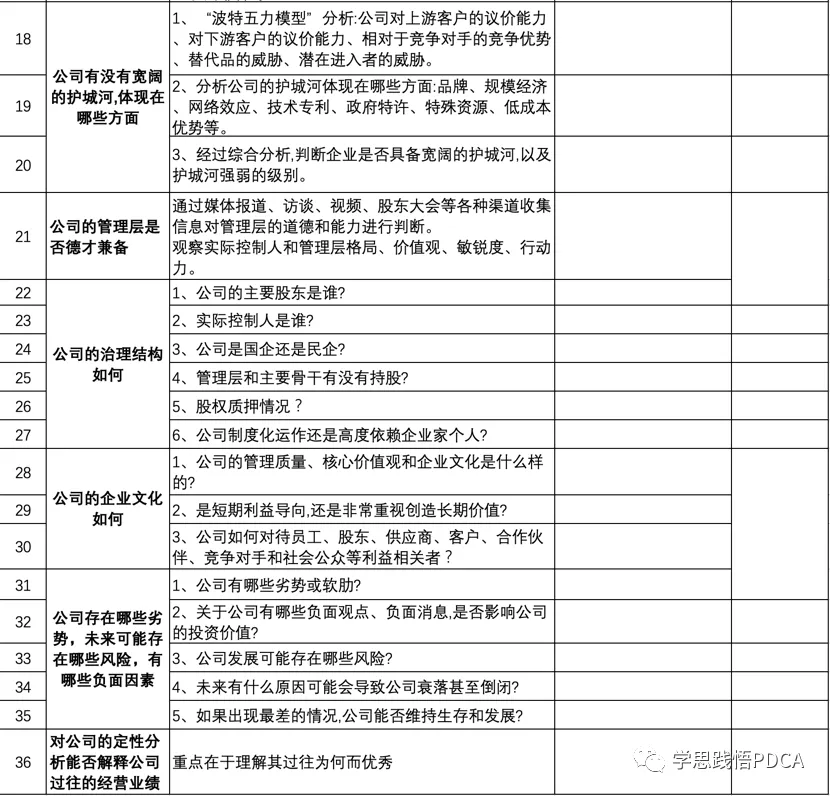 18
1、“波特五力模型”分析:公司对上游客户的议价能力
、对下游客户的议价能力、相对于竞争对手的竞争优势
、替代品的威胁、潜在进入者的威胁。
公司有没有宽阔
的护城河,体现在
哪些方面
19
2、分析公司的护城河体现在哪些方面:品牌、规模经济
、网络效应、技术专利、政府特许、特殊资源、低成本
优势等。
20
3、经过综合分析,判断企业是否具备宽阔的护城河,以及
护城河强弱的级别。
21
公司的管理层是
否德才兼备
通过媒体报道、访谈、视频、股东大会等各种渠道收集
信息对管理层的道德和能力进行判断。
观察实际控制人和管理层格局、价值观、敏锐度、行动
力。
22
1、公司的主要股东是谁?
23
2、实际控制人是谁?
公司的治理结构
如何
24
3、公司是国企还是民企?
25
4、管理层和主要骨干有没有持股?
26
5、股权质押情况？
27
6、公司制度化运作还是高度依赖企业家个人?
28
1、公司的管理质量、核心价值观和企业文化是什么样
的?
公司的企业文化
如何
29
2、是短期利益导向,还是非常重视创造长期价值?
30
3、公司如何对待员工、股东、供应商、客户、合作伙
伴、竞争对手和社会公众等利益相关者？
31
1、公司有哪些劣势或软肋?
公司存在哪些劣
势，未来可能存
在哪些风险，有
哪些负面因素
32
2、关于公司有哪些负面观点、负面消息,是否影响公司
的投资价值?
33
3、公司发展可能存在哪些风险?
34
4、未来有什么原因可能会导致公司衰落甚至倒闭?
35
5、如果出现最差的情况,公司能否维持生存和发展?
36
对公司的定性分
析能否解释公司
过往的经营业绩
重点在于理解其过往为何而优秀
学思践悟PDCA